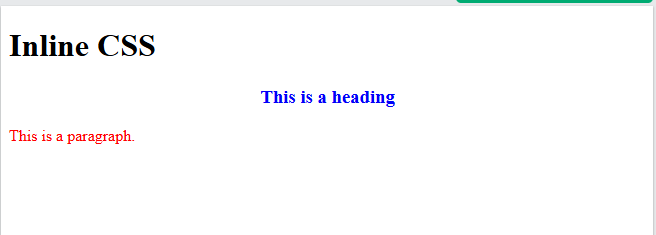 Inline CSS
This is a heading
This is a paragraph.